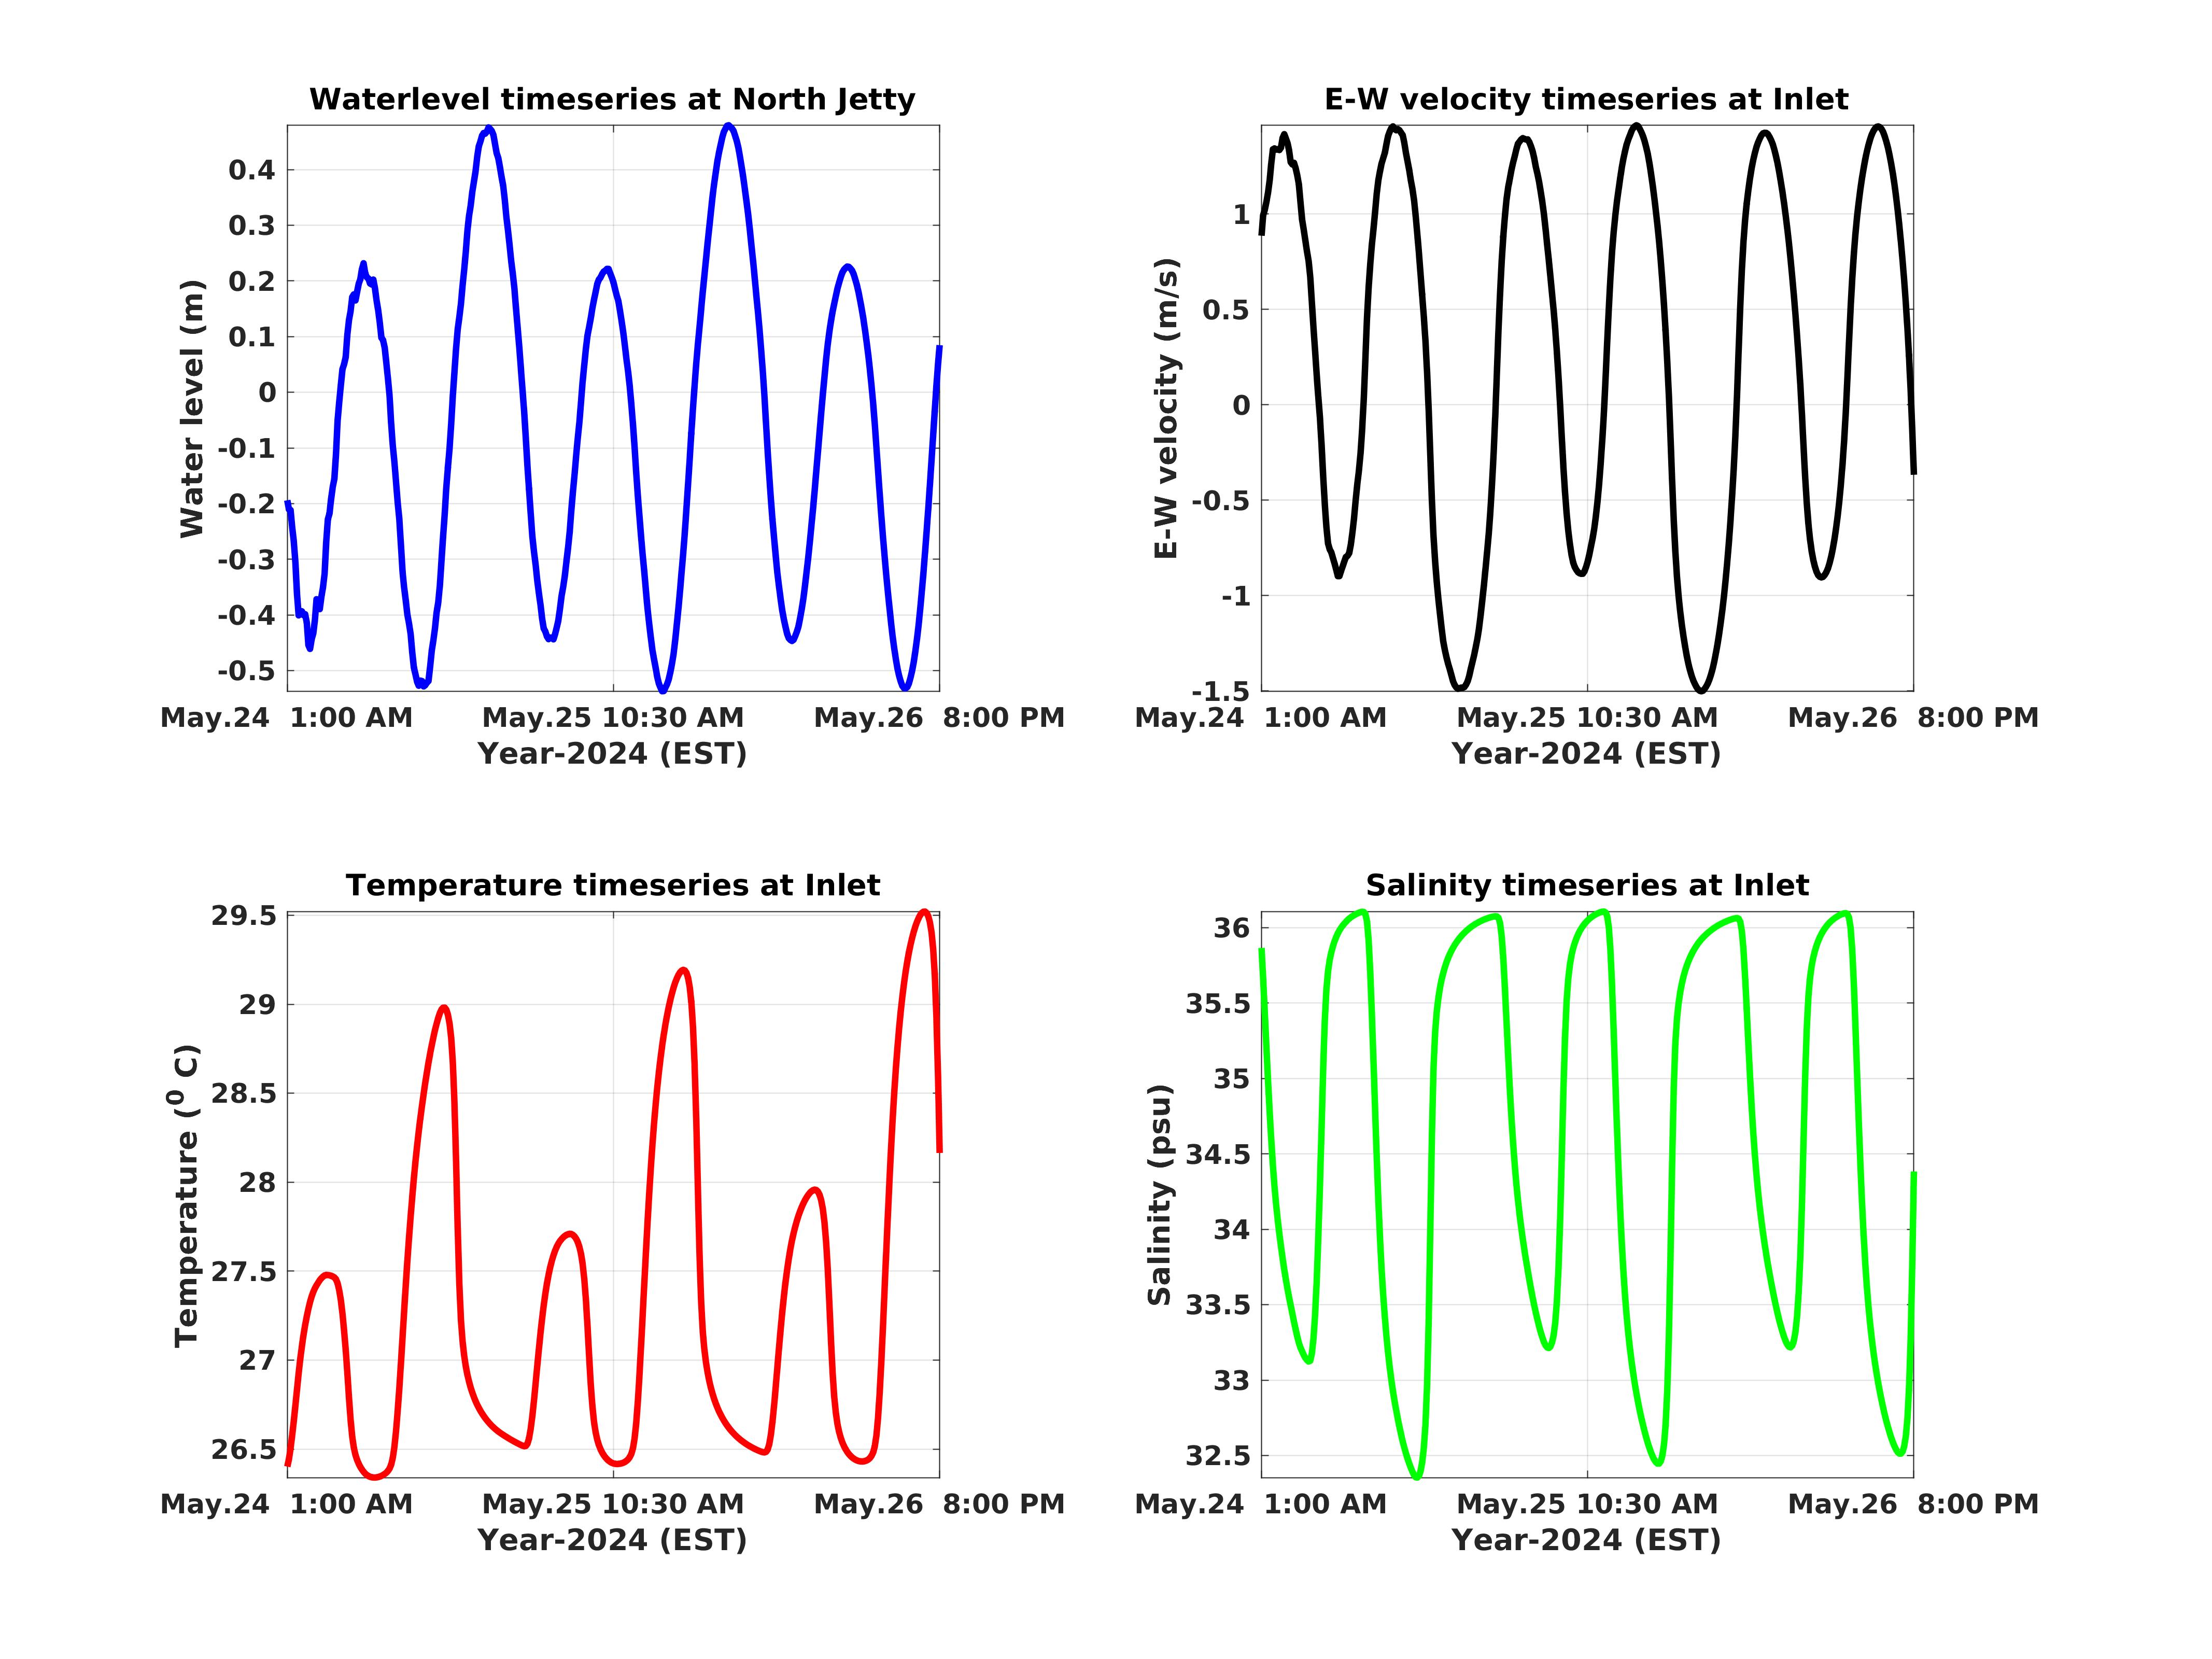 Waterlevel timeseries at North Jetty
Water level (m)
0.4
0.3
0.2
0.1
0
-0.1
-0.2
-0.3
-0.4
-0.5
May.24 1:00 AM May.25 10:30 AM May.26 8:00 PM
Year-2024 (EST)
E-W velocity timeseries at Inlet
E-W velocity (m/s)
1
0.5
0
-0.5
-1
-1.5
May.24 1:00 AM May.25 10:30 AM May.26 8:00 PM
Year-2024 (EST)
Temperature timeseries at Inlet
Temperature (⁰ C)
29.5
29
28.5
28
27.5
27
26.5
May.24 1:00 AM May.25 10:30 AM May.26 8:00 PM
Year-2024 (EST)
Salinity timeseries at Inlet
Salinity (psu)
36
35.5
35
34.5
34
33.5
33
32.5
May.24 1:00 AM May.25 10:30 AM May.26 8:00 PM
Year-2024 (EST)